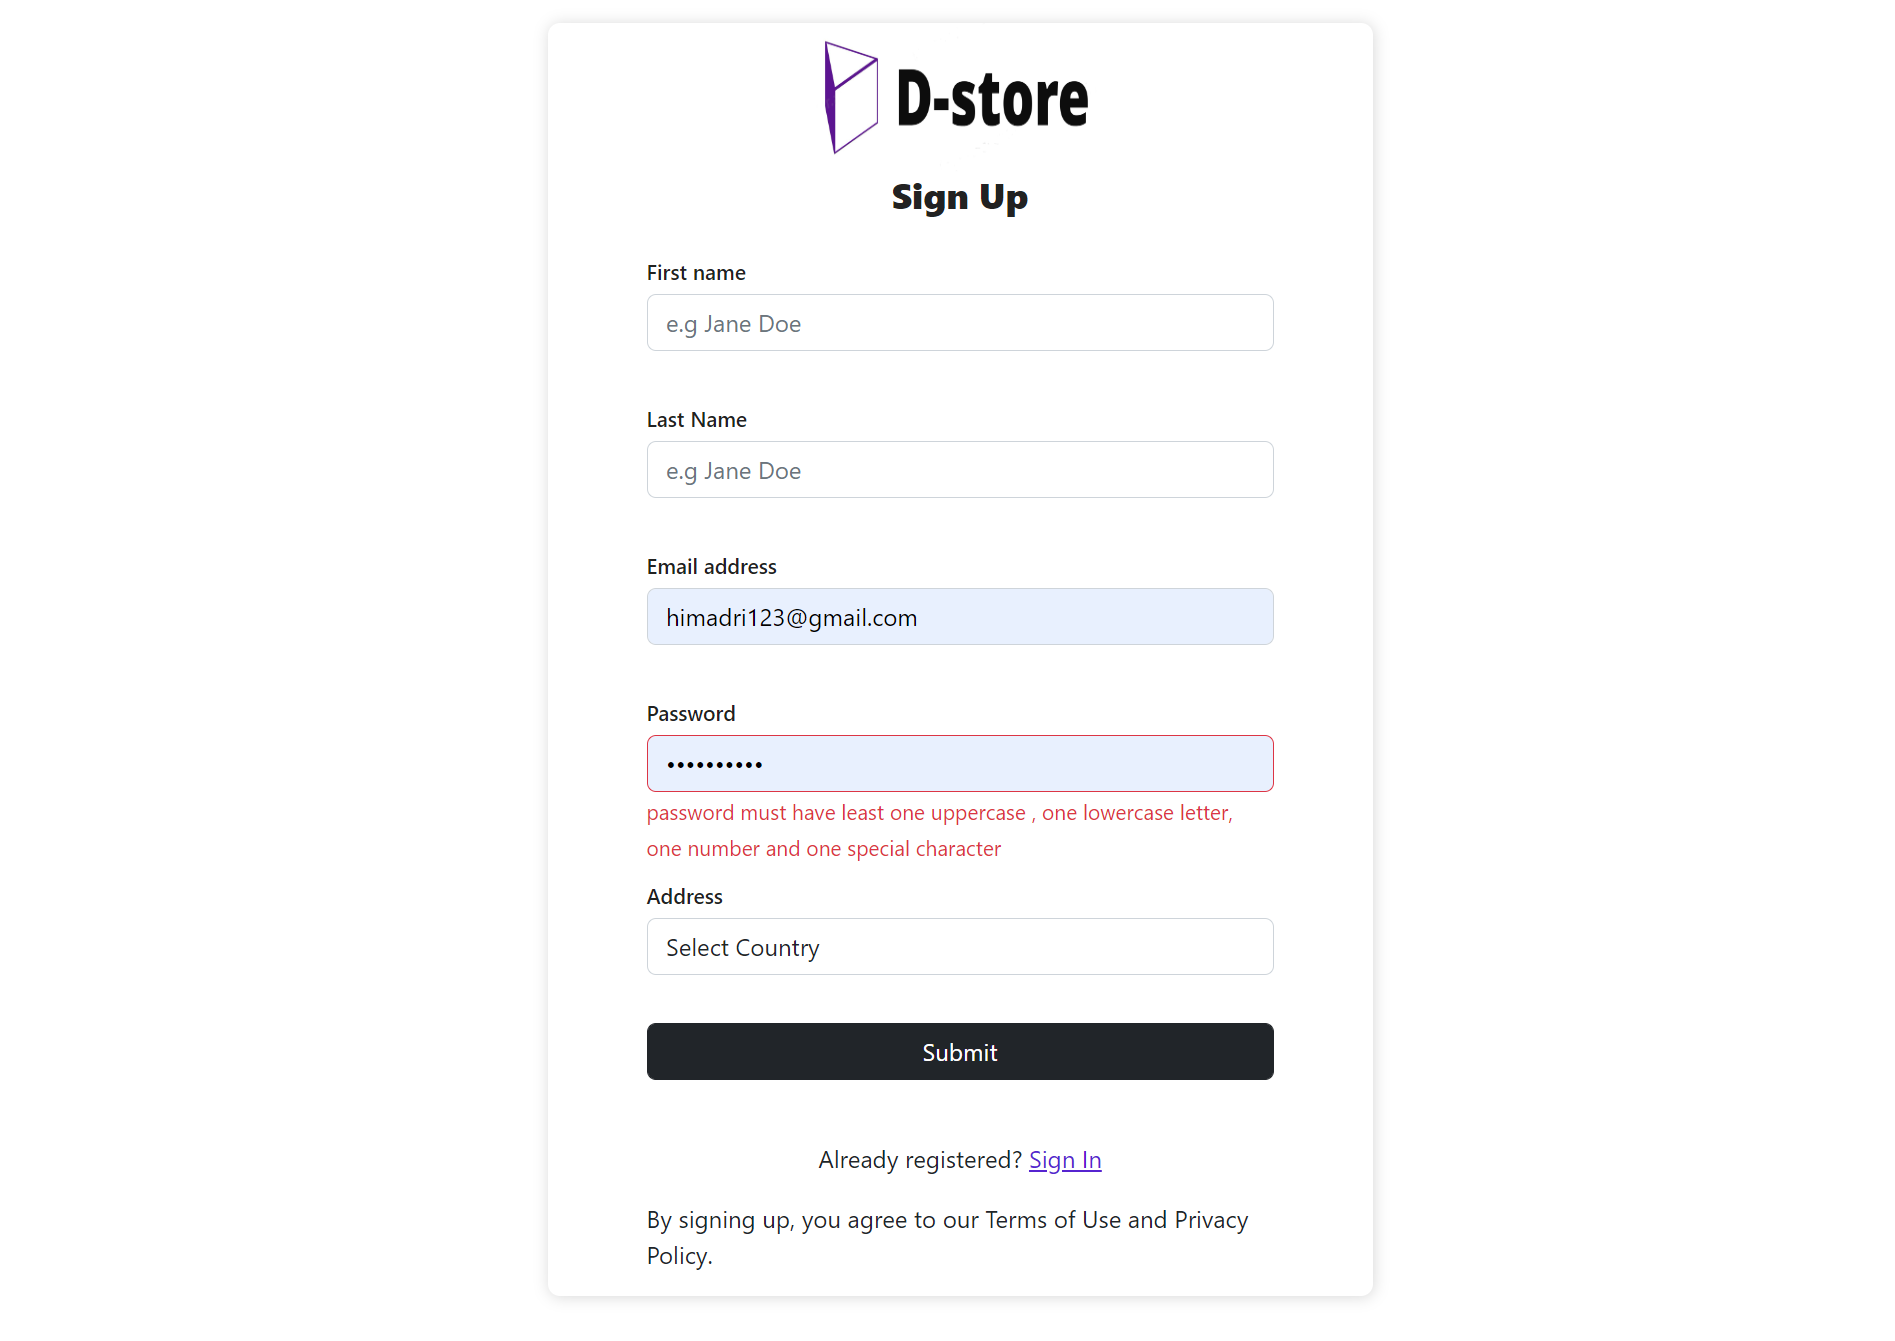 D-store
Sign Up
First name
e.g Jane Doe
Last Name
e.g Jane Doe
Email address
himadri123@gmail.com
Password
••••••••••
password must have least one uppercase , one lowercase letter,
one number and one special character
Address
Select Country
Submit
Already registered? Sign In
By signing up, you agree to our Terms of Use and Privacy
Policy.